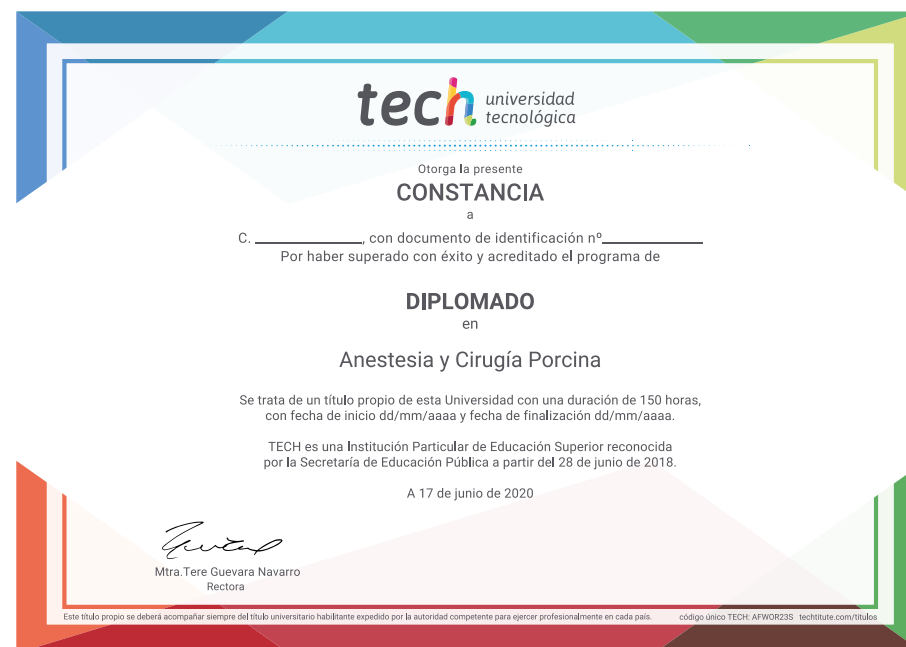 tech universidad
tecnológica
Otorga la presente
CONSTANCIA
a
C. ____________, con documento de identificación nº____________
Por haber superado con éxito y acreditado el programa de
DIPLOMADO
en
Anestesia y Cirugía Porcina
Se trata de un título propio de esta Universidad con una duración de 150 horas,
con fecha de inicio dd/mm/aaaa y fecha de finalización dd/mm/aaaa.
TECH es una Institución Particular de Educación Superior reconocida
por la Secretaría de Educación Pública a partir del 28 de junio de 2018.
A 17 de junio de 2020
Mtra.Tere Guevara Navarro
Rectora
Este título propio se deberá acompañar siempre del título universitario habilitante expedido por la autoridad competente para ejercer profesionalmente en cada país. código único TECH: AFWOR23S techtitute.com/titulos